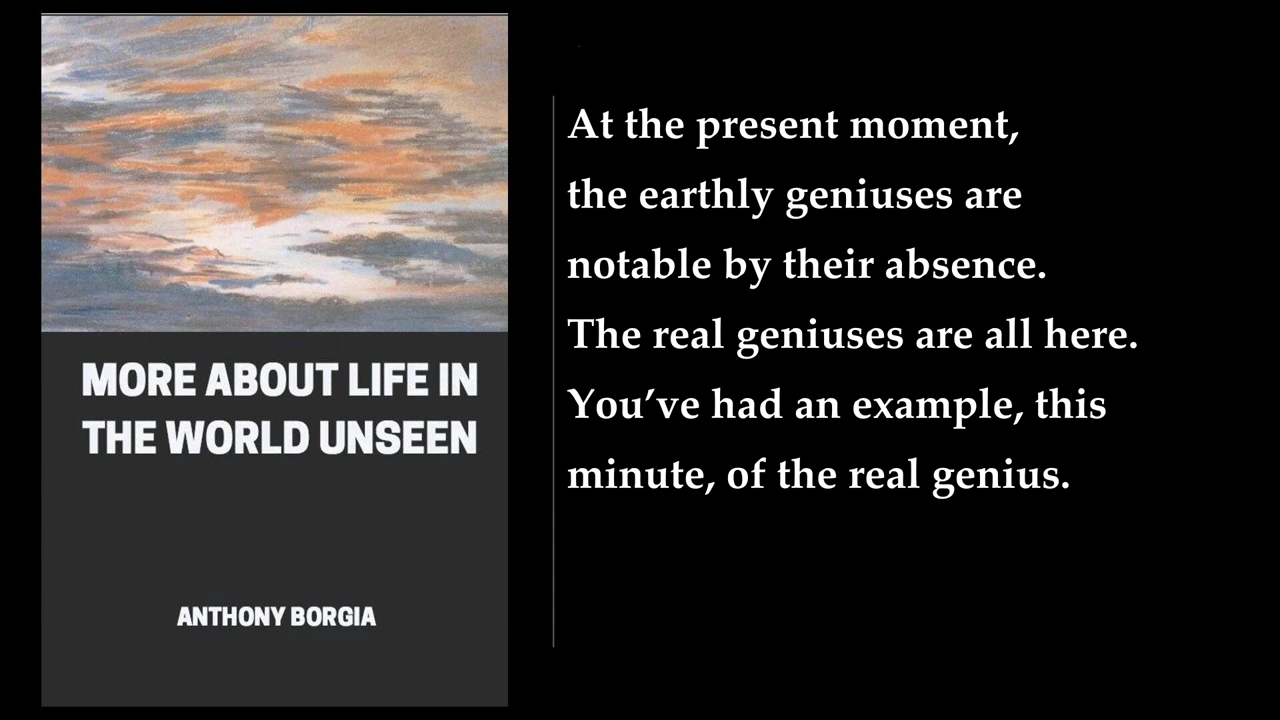 MORE ABOUT LIFE IN
THE WORLD UNSEEN
ANTHONY BORGIA
At the present moment,
the earthly geniuses are
notable by their absence.
The real geniuses are all here.
You’ve had an example, this
minute, of the real genius.